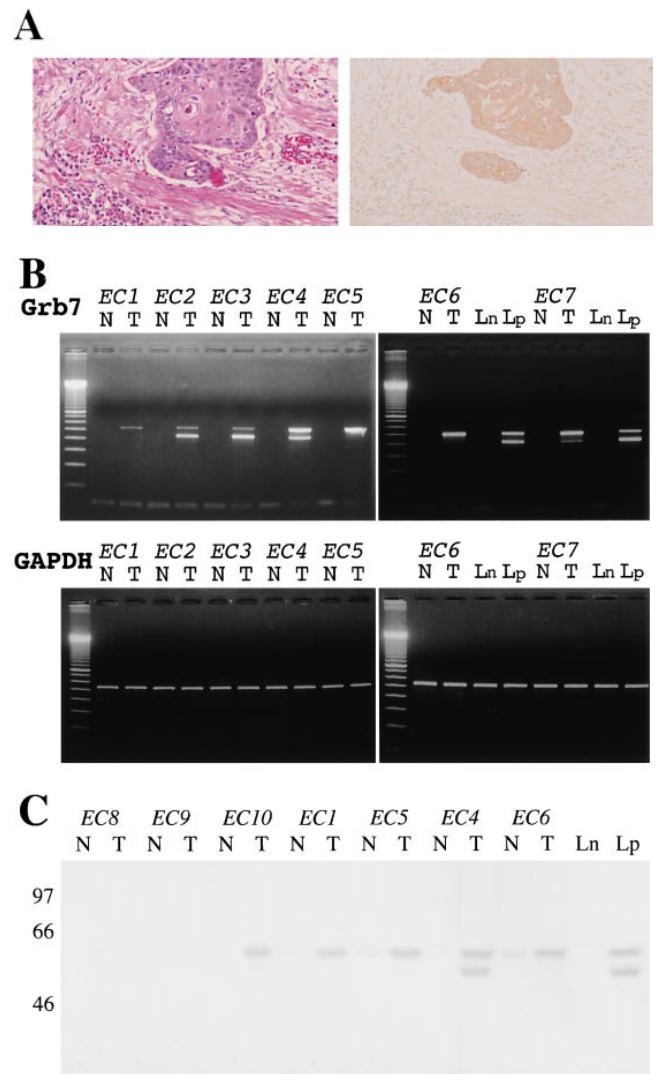 A
B
EC1 EC2 EC3 EC4 EC5 EC6 EC7
Grb7 N T N T N T N T N T N T Ln Lp N T Ln Lp
EC1 EC2 EC3 EC4 EC5 EC6 EC7
GAPDH N T N T N T N T N T N T Ln Lp N T Ln Lp
C
EC8 EC9 EC10 EC1 EC5 EC4 EC6
N T N T N T N T N T N T N T Ln Lp
97
66
46